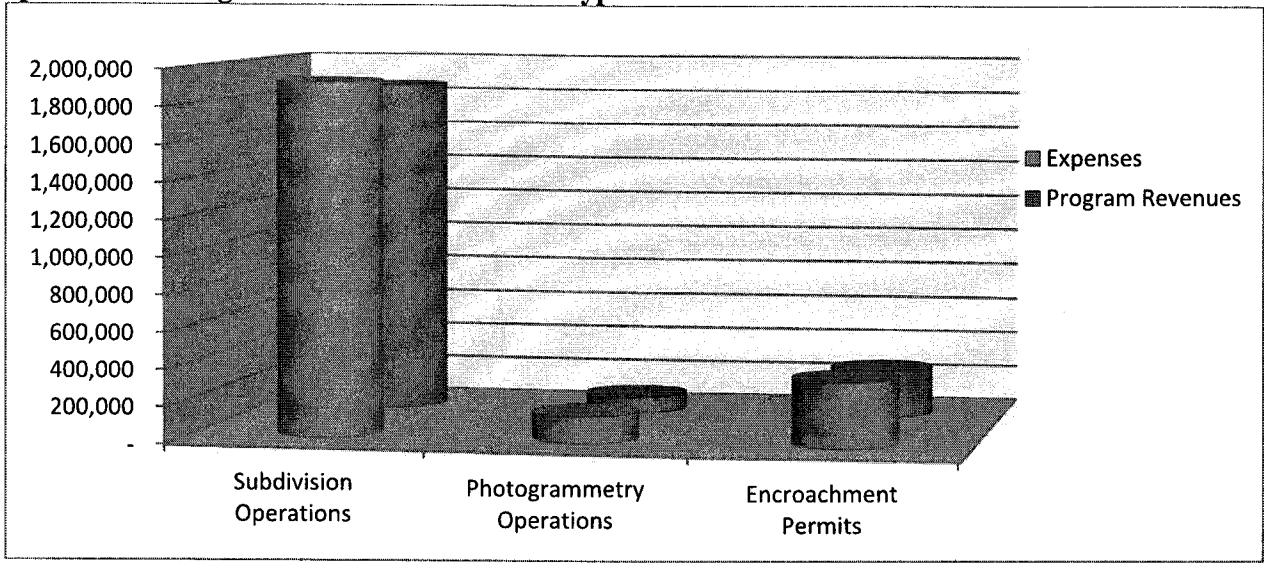 2,000,000
1,800,000
1,600,000
1,400,000
1,200,000
1,000,000
800,000
600,000
400,000
200,000
-
Expenses
Program Revenues
Subdivision
Operations
Photogrammetry
Operations
Encroachment
Permits